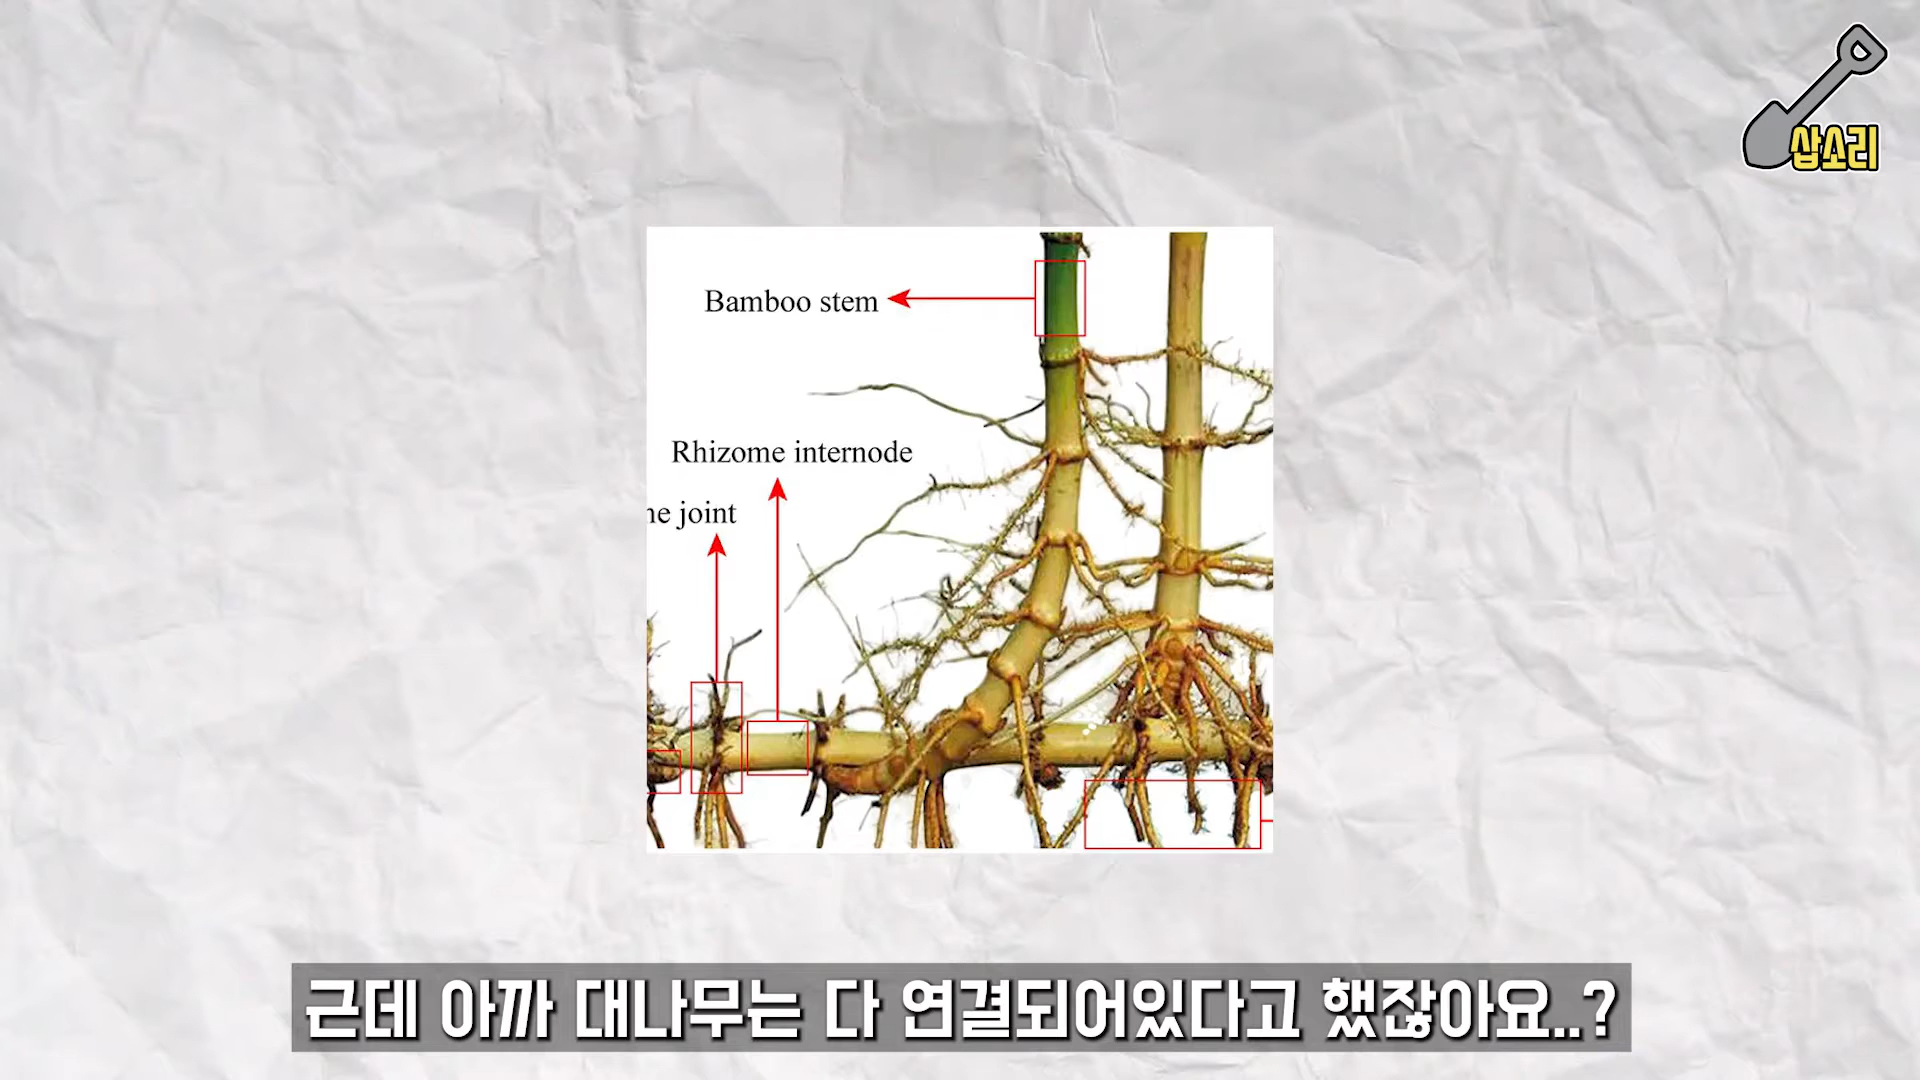 삽소리
Bamboo stem
Rhizome internode
joint
근데 아까 대나무는 다 연결되어있다고 했잖아요..?